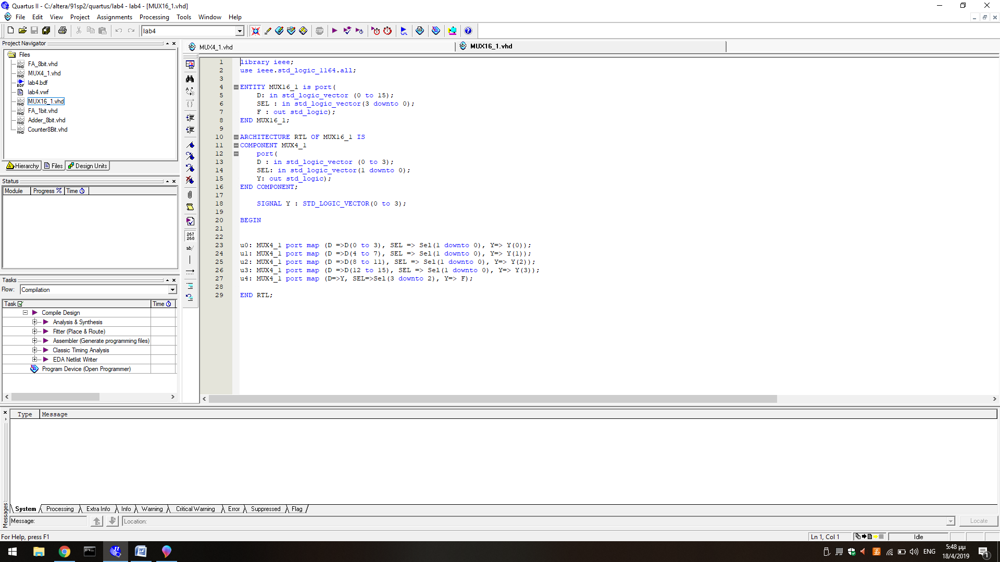 Quartus II - C:/altera/91sp2/quartus/lab4 - lab4 - [MUX16_1.vhd]
File Edit View Project Assignments Processing Tools Window Help
lab4
Project Navigator
Files
FA_8bit.vhd
MUX4_1.vhd
lab4.bdf
lab4.vwf
MUX16_1.vhd
FA_1bit.vhd
Adder_8bit.vhd
Counter8Bit.vhd
Hierarchy Files Design Units
Status
Module Progress % Time
Tasks
Flow: Compilation
Task Time
Compile Design
Analysis & Synthesis
Fitter (Place & Route)
Assembler (Generate programming files)
Classic Timing Analysis
EDA Netlist Writer
Program Device (Open Programmer)
MUX4_1.vhd MUX16_1.vhd
1 library ieee;
2 use ieee.std_logic_1164.all;
3
4 ENTITY MUX16_1 is port(
5 D: in std_logic_vector (0 to 15);
6 SEL : in std_logic_vector(3 downto 0);
7 F : out std_logic);
8 END MUX16_1;
9
10 ARCHITECTURE RTL OF MUX16_1 IS
11 COMPONENT MUX4_1
12 port(
13 D : in std_logic_vector (0 to 3);
14 SEL: in std_logic_vector(1 downto 0);
15 Y: out std_logic);
16 END COMPONENT;
17
18 SIGNAL Y : STD_LOGIC_VECTOR(0 to 3);
19
20 BEGIN
21
22
23 u0: MUX4_1 port map (D =>D(0 to 3), SEL => Sel(1 downto 0), Y=> Y(0));
24 u1: MUX4_1 port map (D =>D(4 to 7), SEL => Sel(1 downto 0), Y=> Y(1));
25 u2: MUX4_1 port map (D =>D(8 to 11), SEL => Sel(1 downto 0), Y=> Y(2));
26 u3: MUX4_1 port map (D =>D(12 to 15), SEL => Sel(1 downto 0), Y=> Y(3));
27 u4: MUX4_1 port map (D=>Y, SEL=>Sel(3 downto 2), Y=> F);
28
29 END RTL;
267
268
ab/
Type Message
System Processing Extra Info Info Warning Critical Warning Error Suppressed Flag
Messages
Message: Location: Locate
For Help, press F1
Ln 1, Col 1 Idle
ENG
5:48 μμ
18/4/2019
1